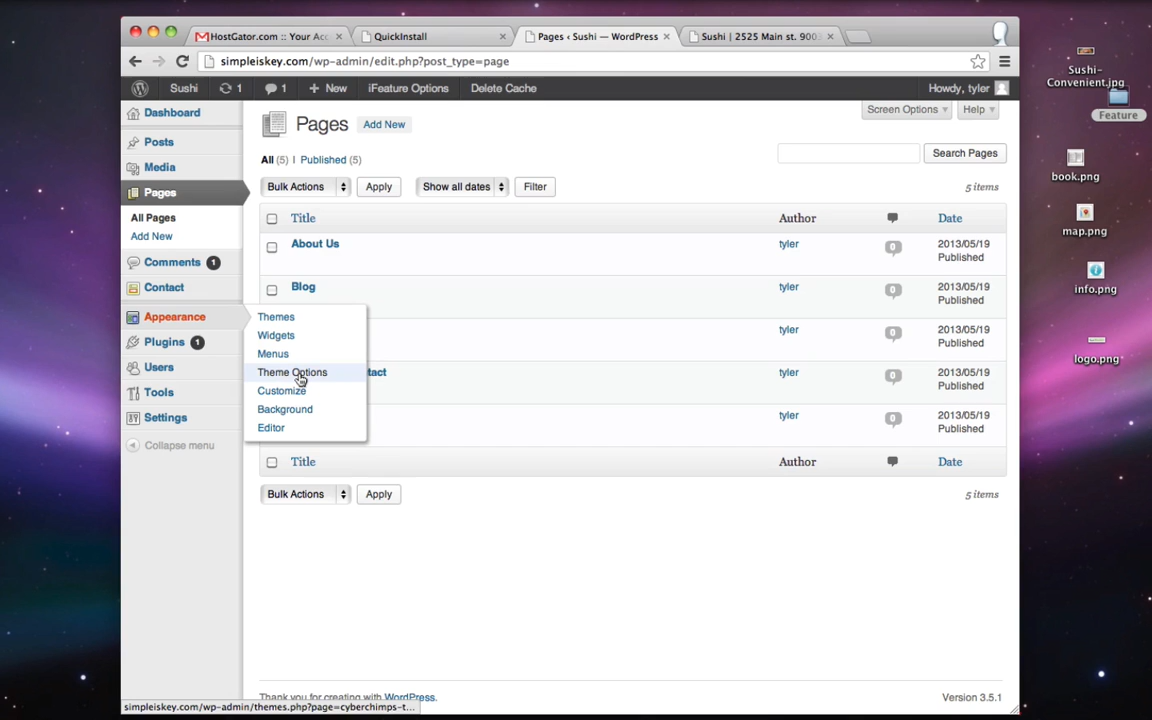 HostGator.com :: Your Acc
QuickInstall
Pages ‹ Sushi — WordPress
Sushi | 2525 Main st. 900
simpleiskey.com/wp-admin/edit.php?post_type=page
Sushi
1
1
+ New
iFeature Options
Delete Cache
Howdy, tyler
Dashboard
Posts
Media
Pages
All Pages
Add New
Comments 1
Contact
Appearance
Plugins 1
Users
Tools
Settings
Collapse menu
Screen Options
Help
Pages
Add New
All (5) | Published (5)
Search Pages
Bulk Actions
Apply
Show all dates
Filter
5 items
Title
Author
Date
About Us
tyler
0
2013/05/19
Published
Blog
tyler
0
2013/05/19
Published
tyler
0
2013/05/19
Published
tact
tyler
0
2013/05/19
Published
tyler
0
2013/05/19
Published
Themes
Widgets
Menus
Theme Options
Customize
Background
Editor
Title
Author
Date
Bulk Actions
Apply
5 items
Thank you for creating with WordPress.
Version 3.5.1
simpleiskey.com/wp-admin/themes.php?page=cyberchimps-t...
Sushi-
Convenient.jpg
Feature
book.png
map.png
info.png
logo.png